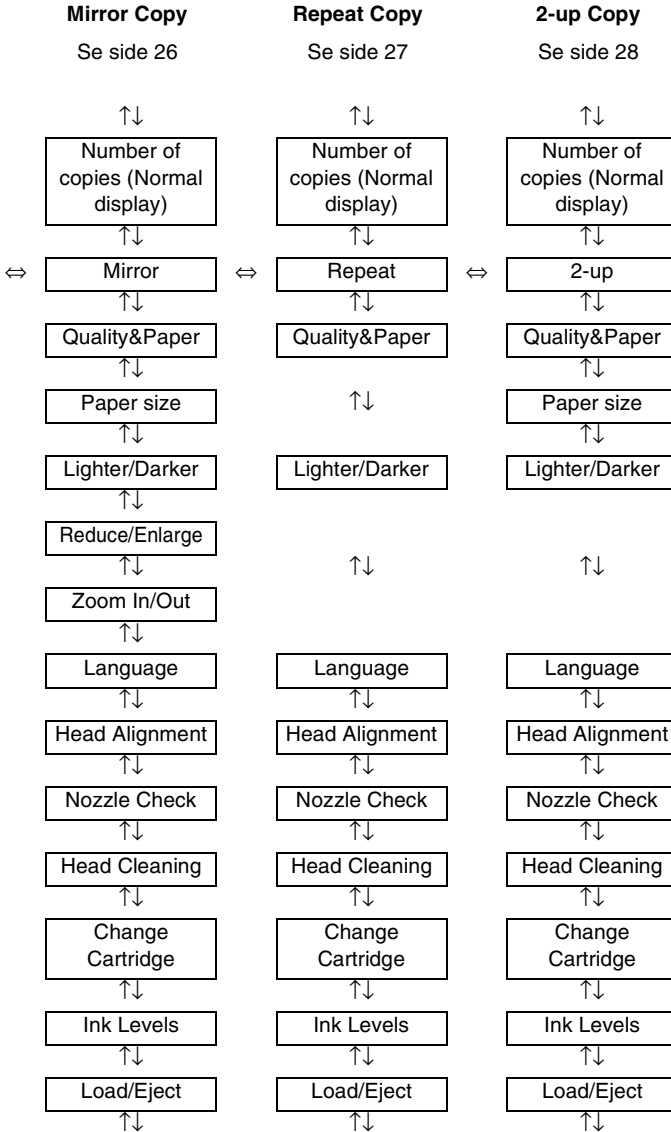 Mirror Copy Repeat Copy 2-up Copy
Se side 26 Se side 27 Se side 28
↑↓ ↑↓ ↑↓
Number of Number of Number of
copies (Normal copies (Normal copies (Normal
display) display) display)
↑↓ ↑↓ ↑↓
⇔ Mirror ⇔ Repeat ⇔ 2-up
↑↓ ↑↓ ↑↓
Quality&Paper Quality&Paper Quality&Paper
↑↓ ↑↓
Paper size ↑↓ Paper size
↑↓ ↑↓
Lighter/Darker Lighter/Darker Lighter/Darker
↑↓
Reduce/Enlarge
↑↓ ↑↓ ↑↓
Zoom In/Out
↑↓
Language Language Language
↑↓ ↑↓ ↑↓
Head Alignment Head Alignment Head Alignment
↑↓ ↑↓ ↑↓
Nozzle Check Nozzle Check Nozzle Check
↑↓ ↑↓ ↑↓
Head Cleaning Head Cleaning Head Cleaning
↑↓ ↑↓ ↑↓
Change Change Change
Cartridge Cartridge Cartridge
↑↓ ↑↓ ↑↓
Ink Levels Ink Levels Ink Levels
↑↓ ↑↓ ↑↓
Load/Eject Load/Eject Load/Eject
↑↓ ↑↓ ↑↓